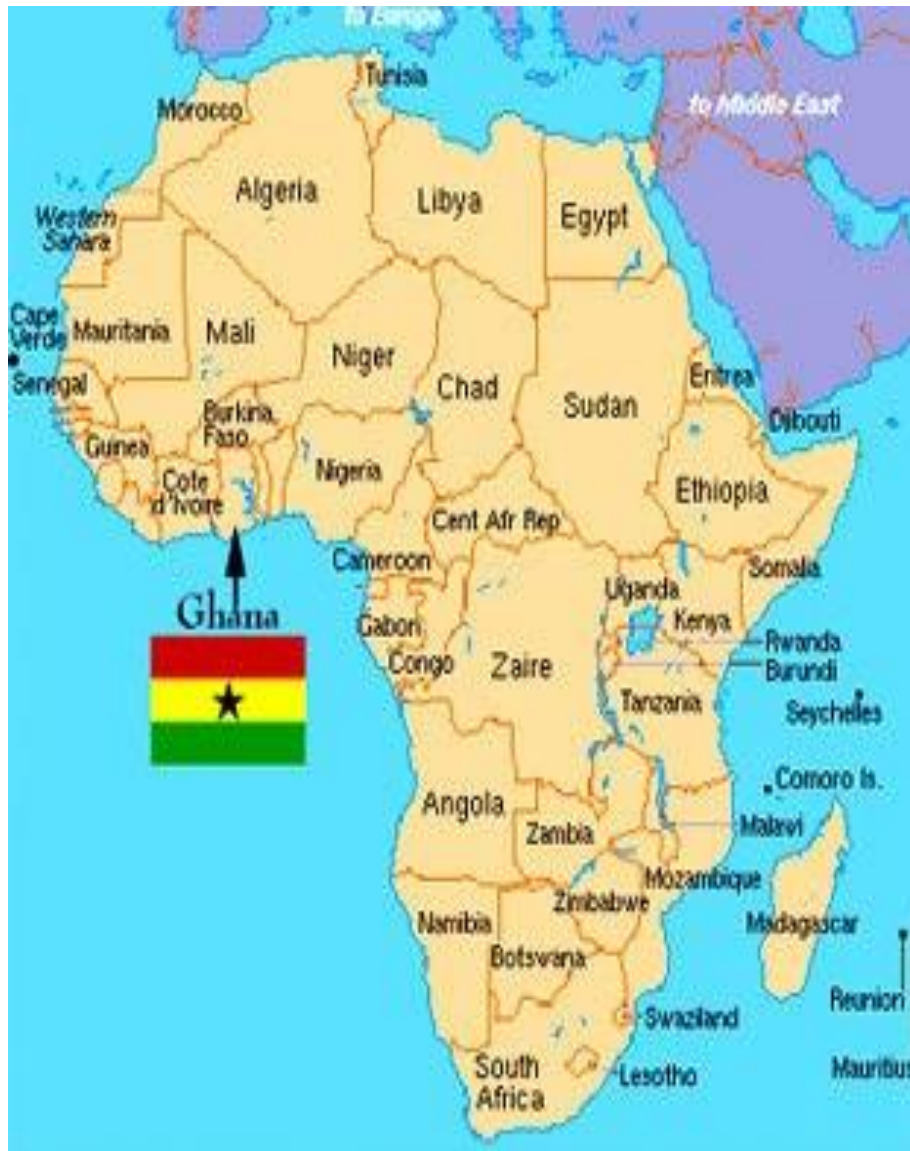 to Europe
Tunisia
Morocco
to Middle East
Algeria
Libya
Egypt
Western
Sahara
Cape
Verde
Mauritania
Mali
Niger
Chad
Sudan
Eritrea
Senegal
Burkina
Faso
Djibouti
Guinea
Cote
d'Ivoire
Nigeria
Ethiopia
Cent Afr Rep
Cameroon
Somalia
Uganda
Ghana
Kenya
Gabon
Rwanda
Congo
Zaire
Burundi
Tanzania
Seychelles
Comoro Is.
Angola
Zambia
Malawi
Mozambique
Zimbabwe
Namibia
Madagascar
Botswana
Reunion
Swaziland
South
Africa
Lesotho
Mauritius